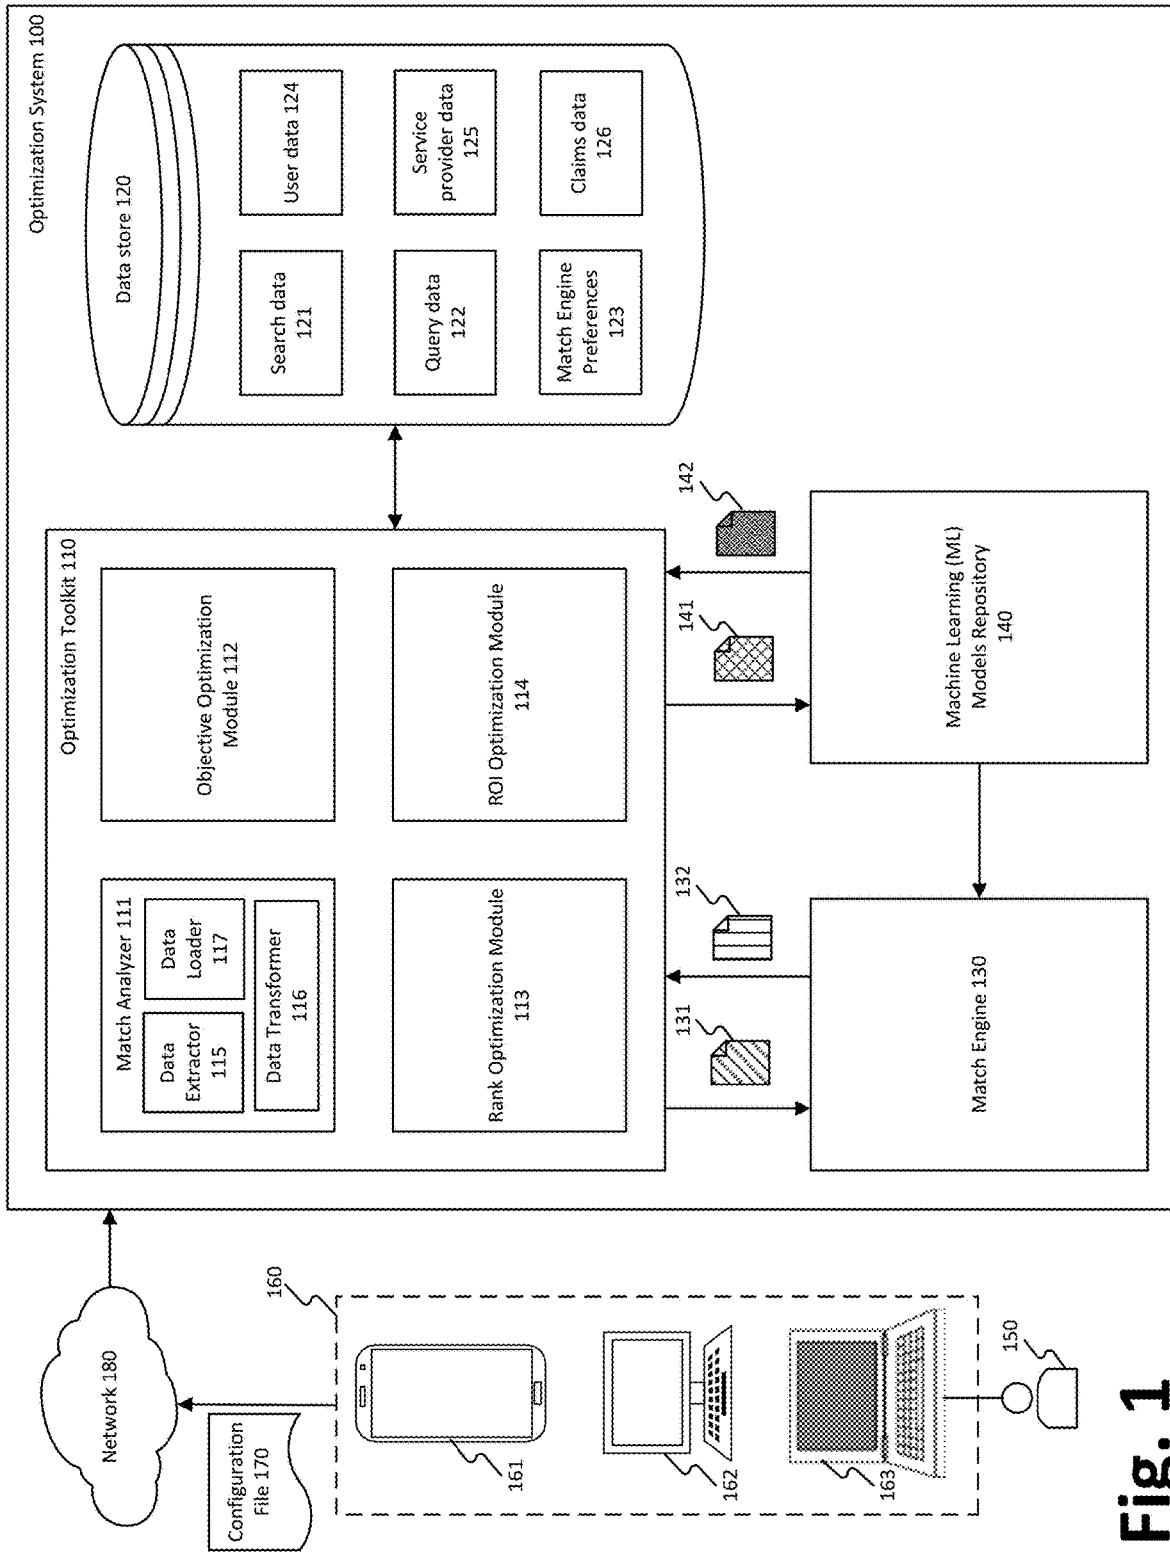 Optimization System 100
Network 180
Configuration
File 170
160
161
162
163
150
Optimization Toolkit 110
Match Analyzer 111
Data
Extractor
115
Data
Loader
117
Data Transformer
116
Objective Optimization
Module 112
Rank Optimization Module
113
ROI Optimization Module
114
131
132
141
142
Match Engine 130
Machine Learning (ML)
Models Repository
140
Data store 120
Search data
121
User data 124
Query data
122
Service
provider data
125
Match Engine
Preferences
123
Claims data
126
Fig. 1